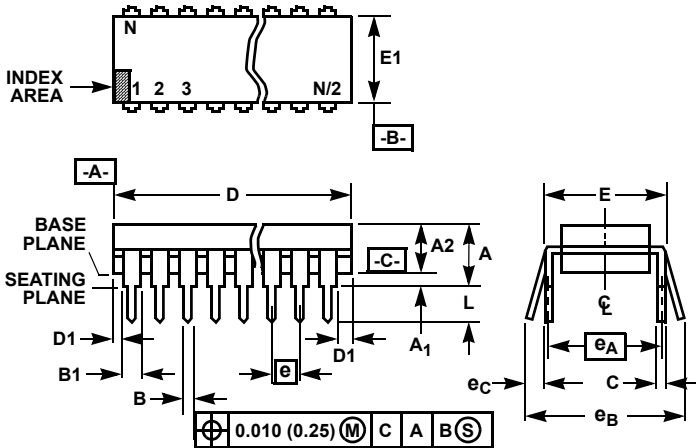 N
INDEX
AREA
1 2 3 N/2
E1
-B-
-A-
D
E
BASE
PLANE
A2 A
-C-
SEATING
PLANE
L
C̵L
D1
B1
B
A1
D1
e
eA
eC
C
eB
⌖ 0.010 (0.25) Ⓜ C A B Ⓢ